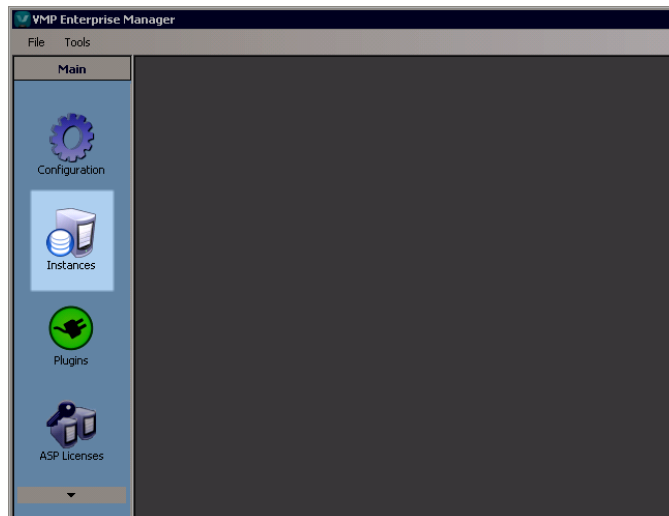 VMP Enterprise Manager
File Tools
Main
Configuration
Instances
Plugins
ASP Licenses